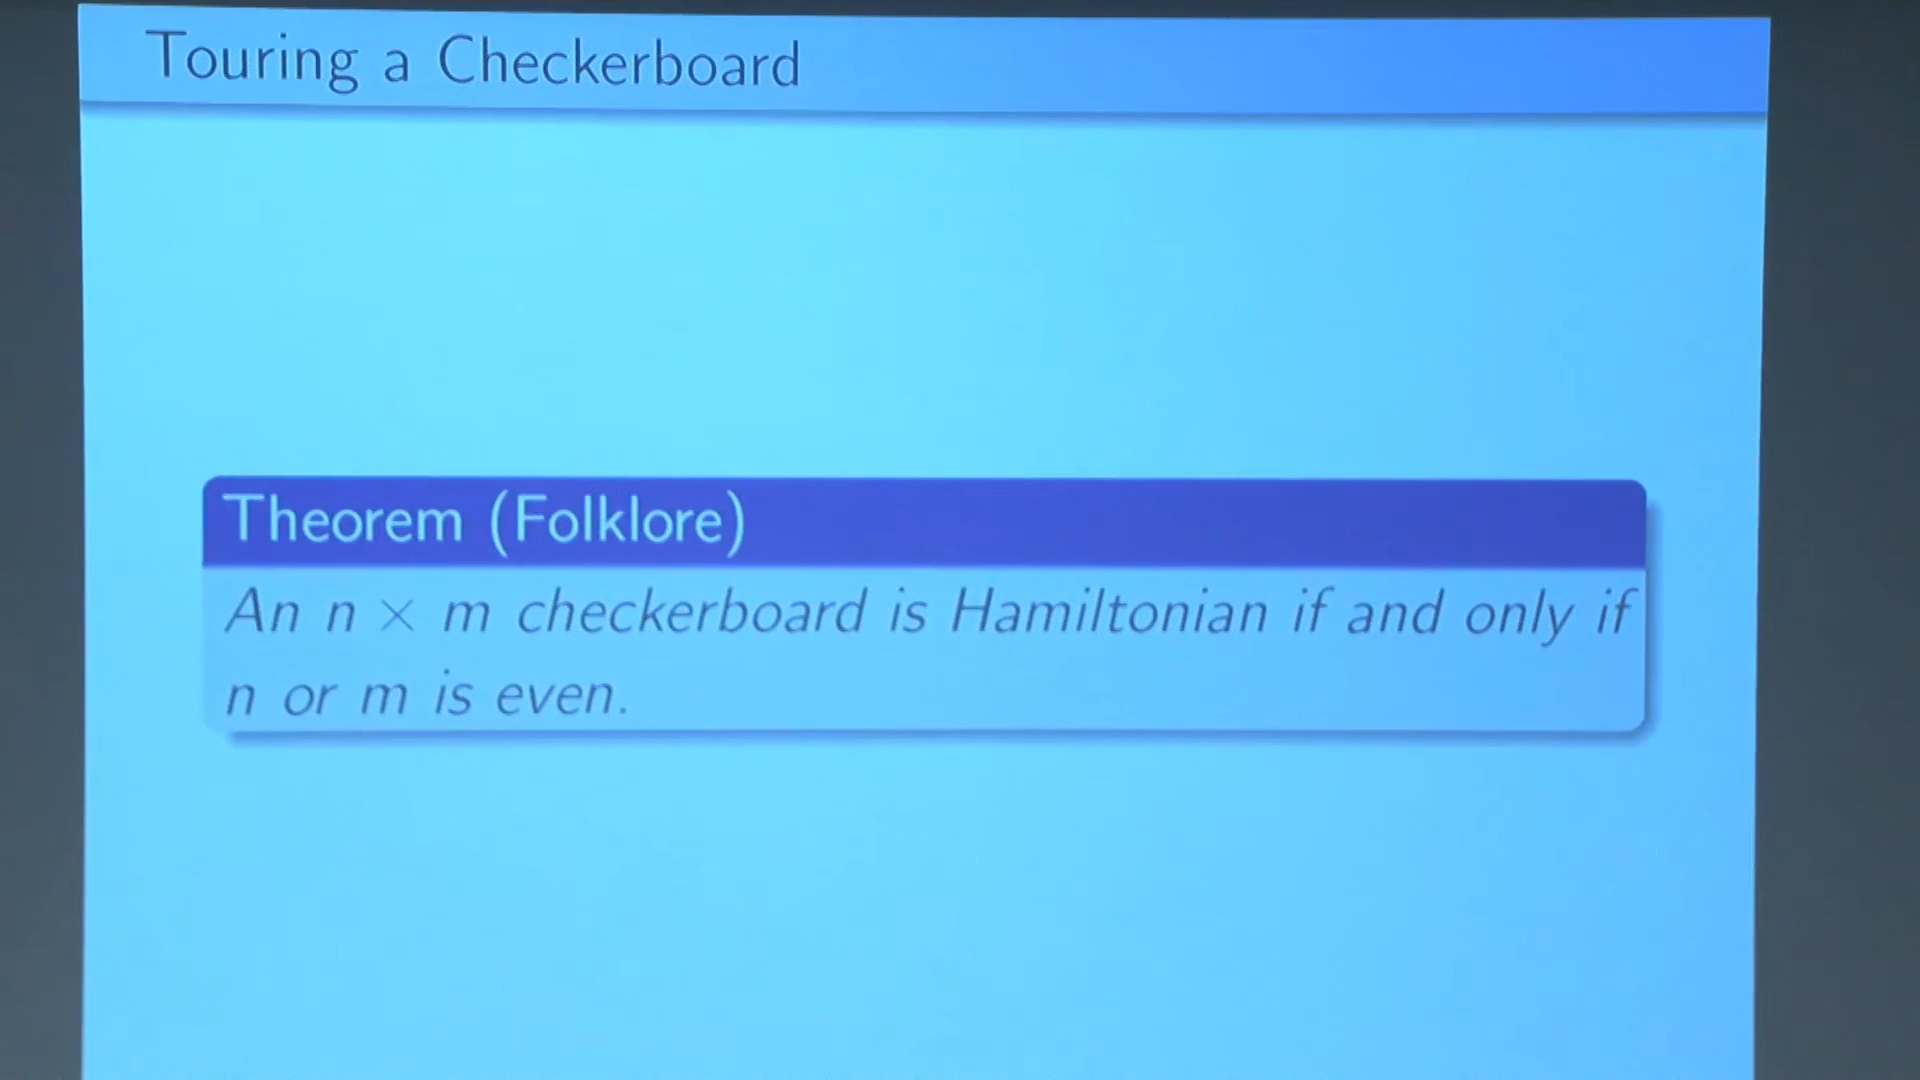 Touring a Checkerboard
Theorem (Folklore)
An n × m checkerboard is Hamiltonian if and only if
n or m is even.